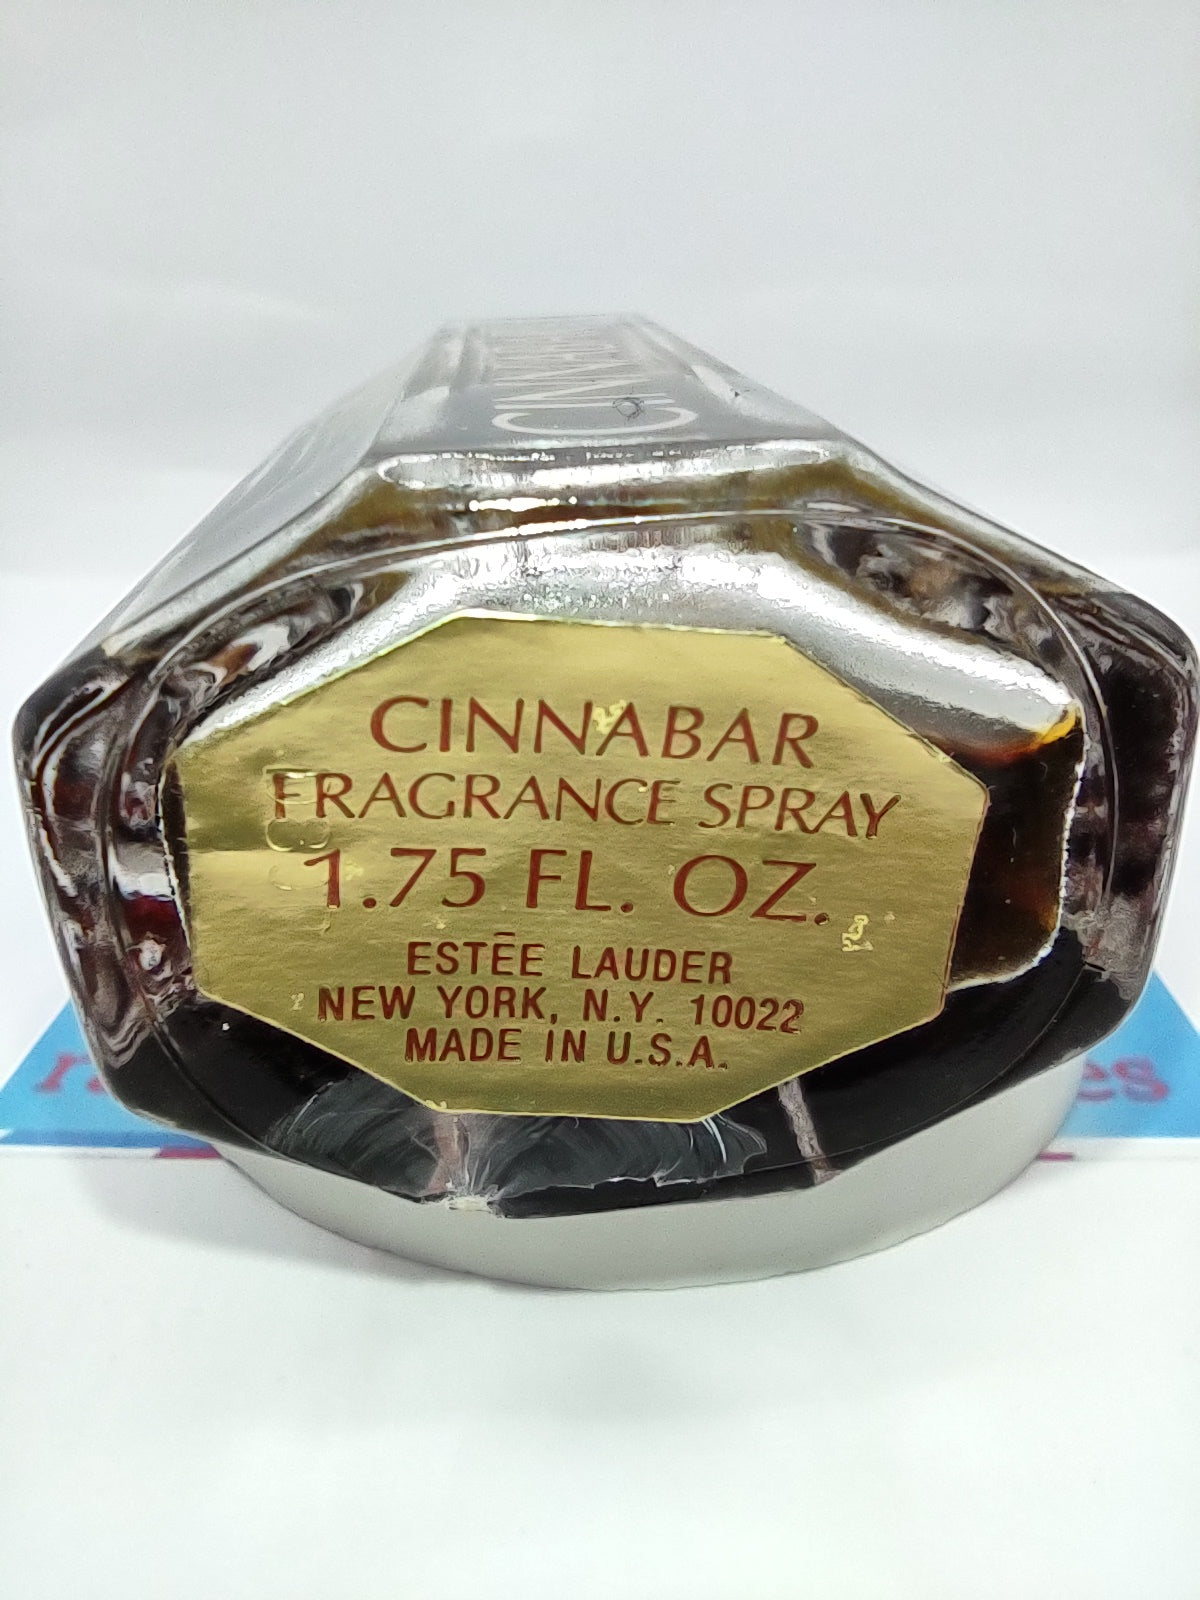 CINNABAR
FRAGRANCE SPRAY
1.75 FL. OZ.
ESTĒE LAUDER
NEW YORK, N.Y. 10022
MADE IN U.S.A.